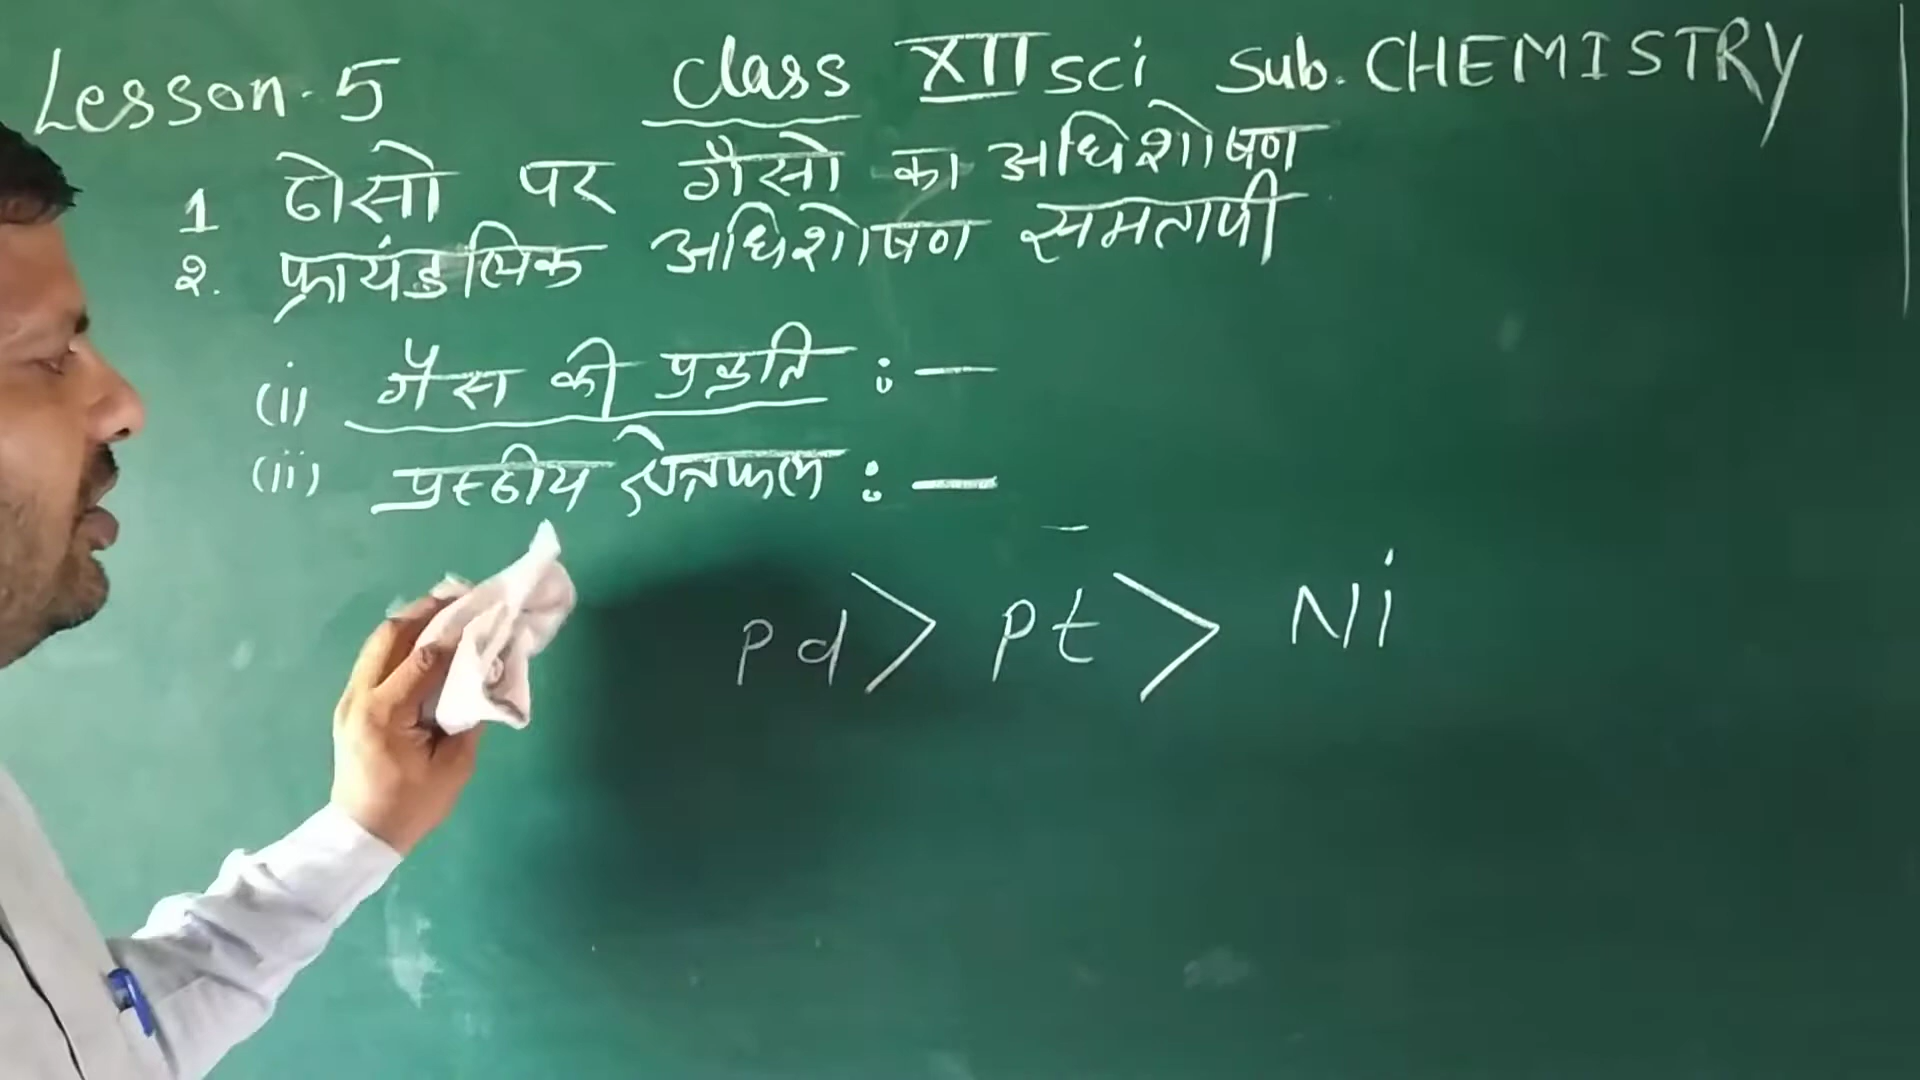 Lesson-5 class XII sci Sub. CHEMISTRY
1 ठोसो पर गैसो का अधिशोषण
२. फ्रायंडलिक अधिशोषण समतापी
(i) गैस की प्रकृति :-
(ii) पृष्ठीय क्षेत्रफल :-
Pd > Pt > Ni